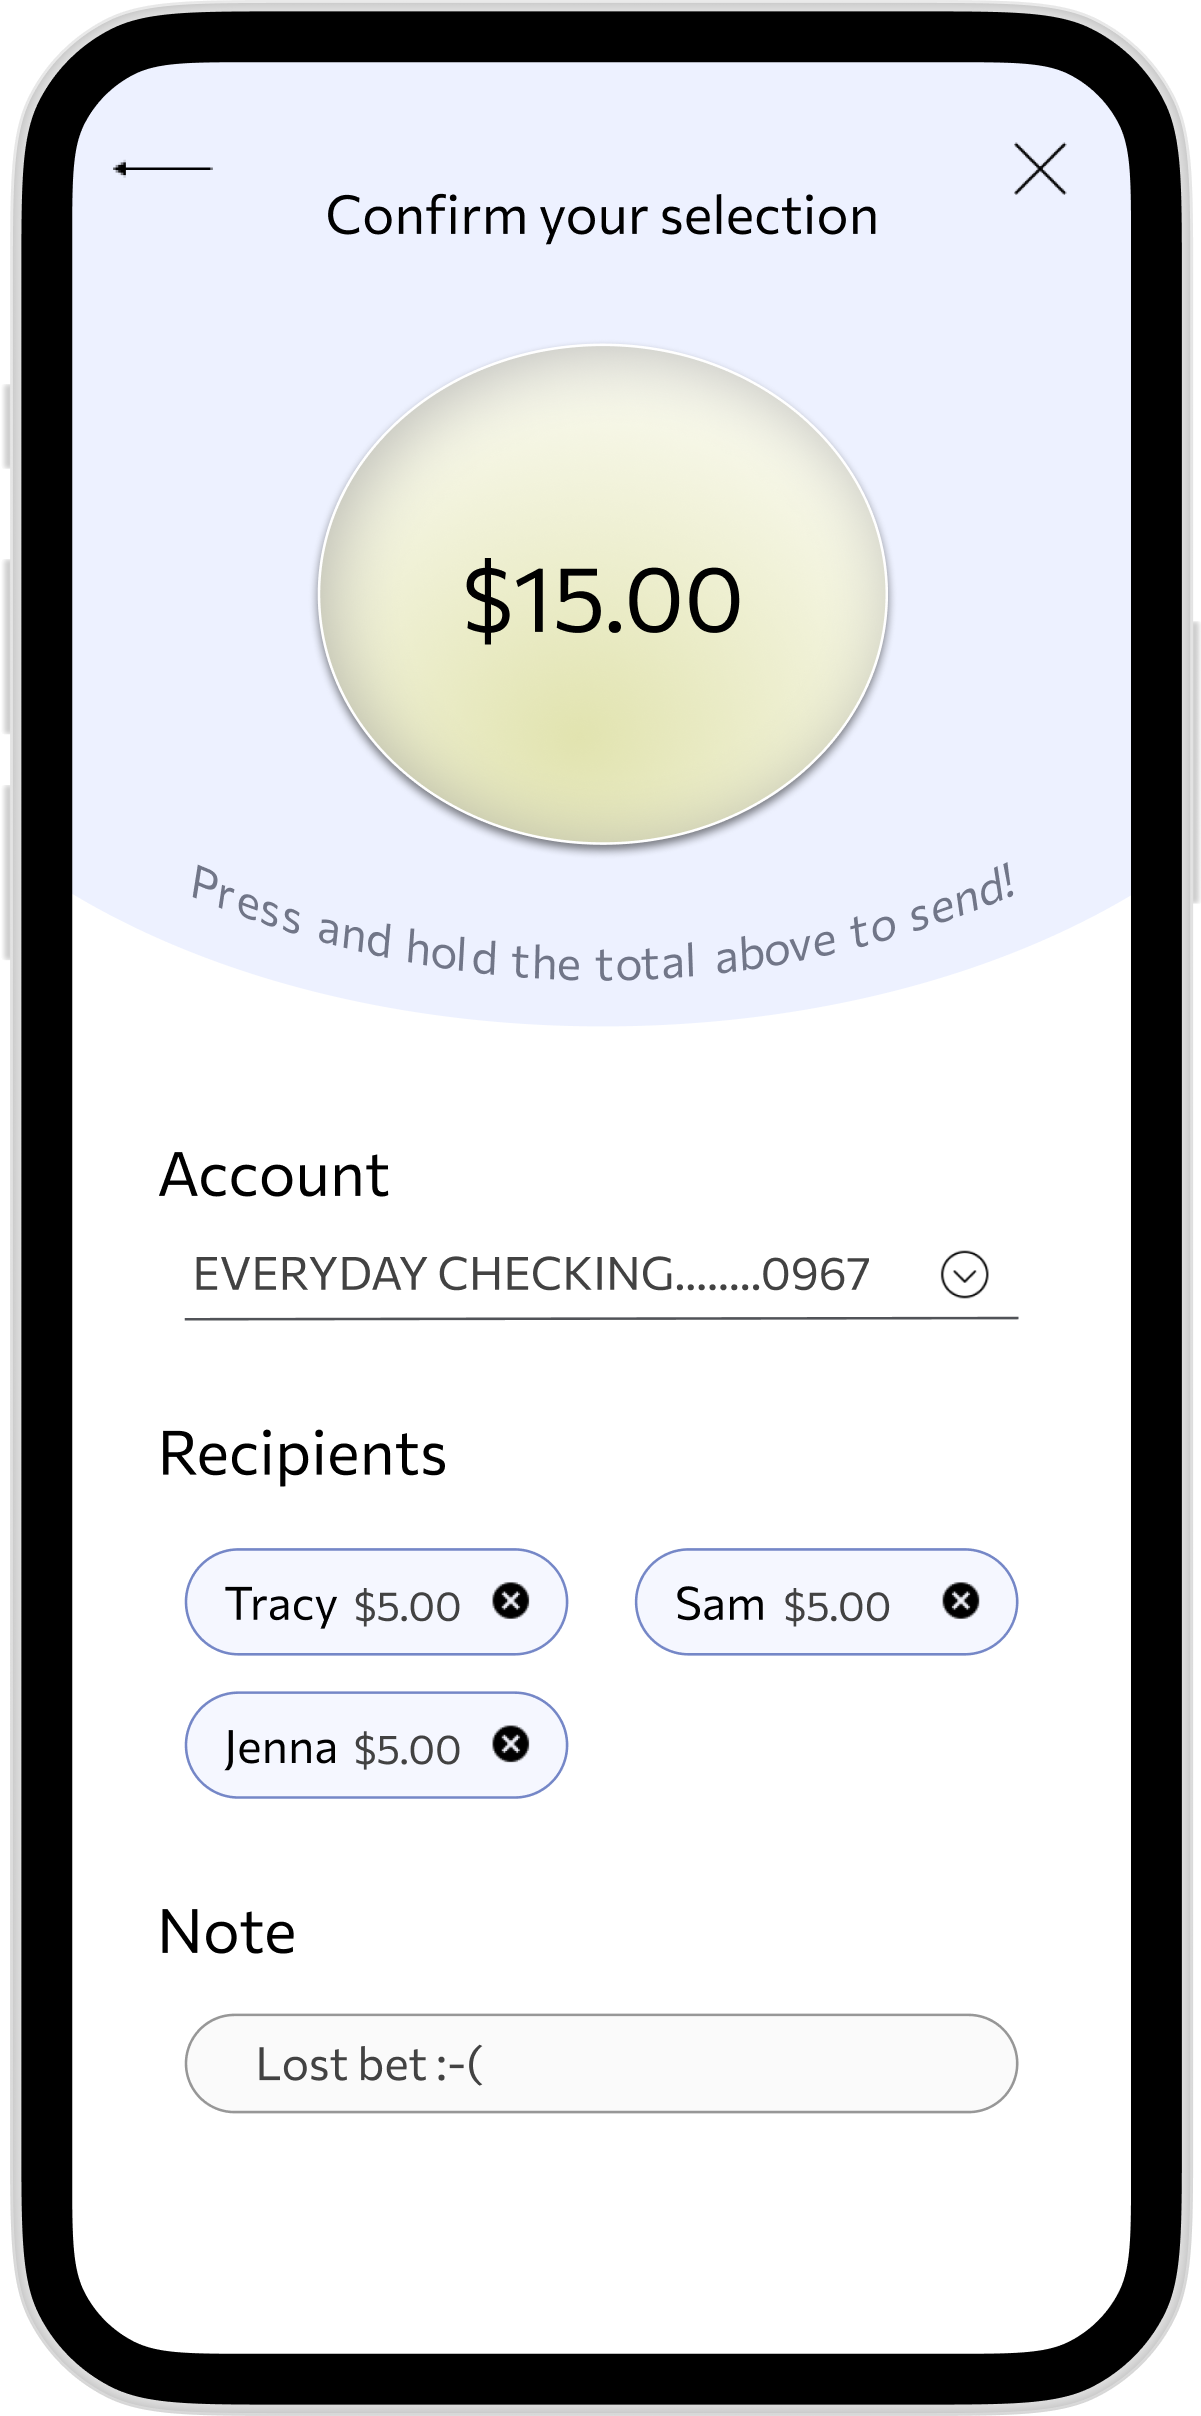 Confirm your selection
$15.00
Press and hold the total above to send!
Account
EVERYDAY CHECKING........0967
Recipients
Tracy $5.00
Sam $5.00
Jenna $5.00
Note
Lost bet :-(